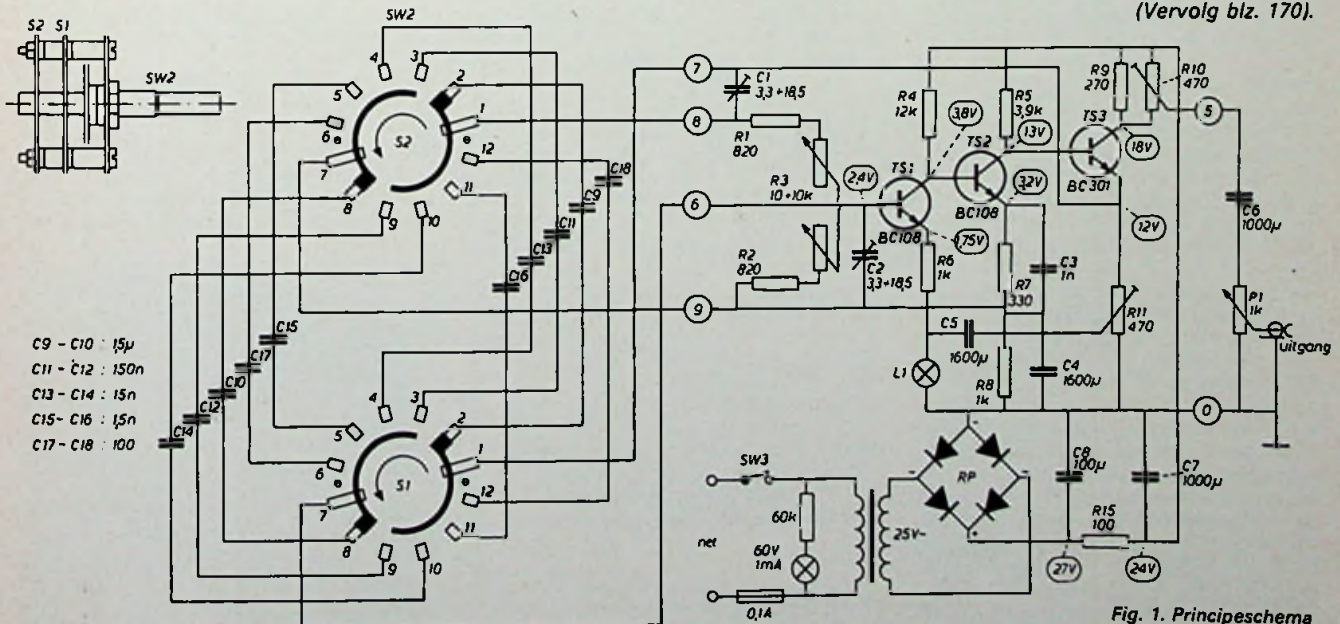 (Vervolg blz. 170).
S2 S1
SW2
SW2
4
3
2
5
1
6
S2
7
12
8
11
9
10
C18
C9
C11
C13
C16
C15
C17
C10
C12
C14
C9 - C10 : 1,5µ
C11 - C12 : 150n
C13 - C14 : 15n
C15 - C16 : 1,5n
C17 - C18 : 100
4
3
2
5
1
6
S1
7
12
8
11
9
10
7
8
6
9
C1
3,3+18,5
R1
820
R3
10+10k
R2
820
C2
3,3+18,5
2,4V
R4
12k
3,8V
R5
3,9k
13V
TS1
BC108
1,75V
TS2
BC108
3,2V
R9
270
R10
470
TS3
18V
BC301
12V
5
C6
1000µ
R6
1k
R7
330
C3
1n
C5
1600µ
R11
470
P1
1k
uitgang
L1
R8
1k
C4
1600µ
0
SW3
60k
net
60V
1mA
0,1A
25V~
-
RP
+
C8
100µ
C7
1000µ
R15
100
27V
24V
Fig. 1. Principeschema